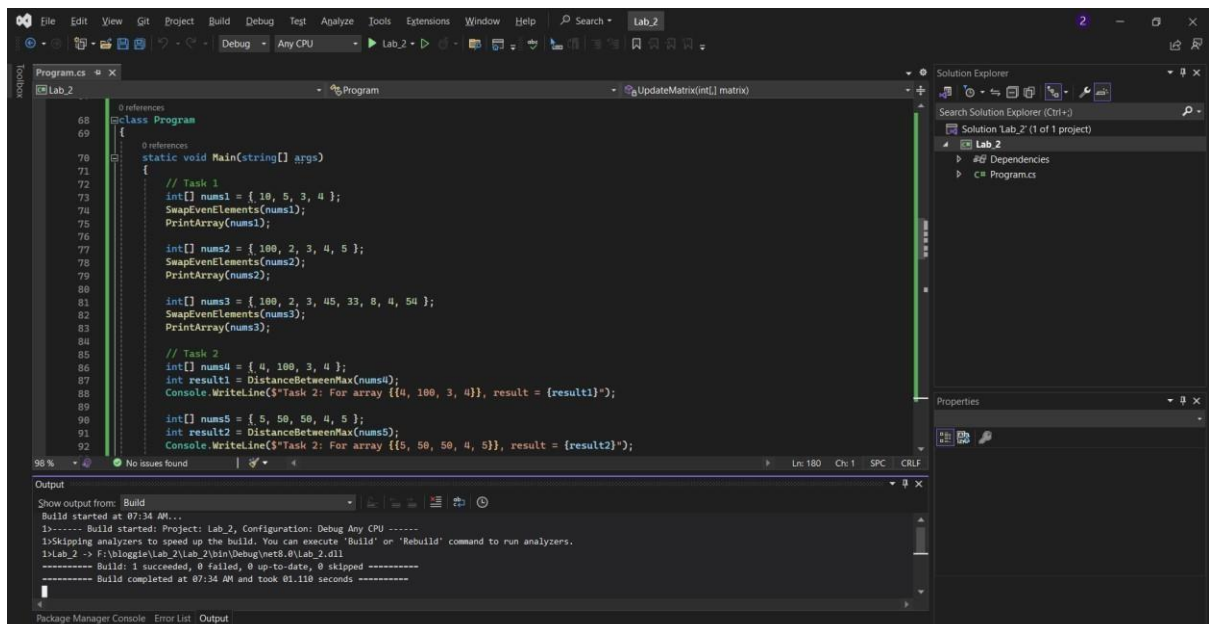 File Edit View Git Project Build Debug Test Analyze Tools Extensions Window Help Search Lab_2 2
Debug Any CPU Lab_2
Toolbox
Program.cs
Lab_2 Program UpdateMatrix(int[,] matrix)
0 references
68 class Program
69 {
0 references
70 static void Main(string[] args)
71 {
72 // Task 1
73 int[] nums1 = { 10, 5, 3, 4 };
74 SwapEvenElements(nums1);
75 PrintArray(nums1);
76
77 int[] nums2 = { 100, 2, 3, 4, 5 };
78 SwapEvenElements(nums2);
79 PrintArray(nums2);
80
81 int[] nums3 = { 100, 2, 3, 45, 33, 8, 4, 54 };
82 SwapEvenElements(nums3);
83 PrintArray(nums3);
84
85 // Task 2
86 int[] nums4 = { 4, 100, 3, 4 };
87 int result1 = DistanceBetweenMax(nums4);
88 Console.WriteLine($"Task 2: For array {{4, 100, 3, 4}}, result = {result1}");
89
90 int[] nums5 = { 5, 50, 50, 4, 5 };
91 int result2 = DistanceBetweenMax(nums5);
92 Console.WriteLine($"Task 2: For array {{5, 50, 50, 4, 5}}, result = {result2}");
98 % No issues found Ln: 180 Ch: 1 SPC CRLF
Output
Show output from: Build
Build started at 07:34 AM...
1>------ Build started: Project: Lab_2, Configuration: Debug Any CPU ------
1>Skipping analyzers to speed up the build. You can execute 'Build' or 'Rebuild' command to run analyzers.
1>Lab_2 -> F:\bloggie\Lab_2\Lab_2\bin\Debug\net8.0\Lab_2.dll
========== Build: 1 succeeded, 0 failed, 0 up-to-date, 0 skipped ==========
========== Build completed at 07:34 AM and took 01.110 seconds ==========
Package Manager Console Error List Output
Solution Explorer
Search Solution Explorer (Ctrl+;)
Solution 'Lab_2' (1 of 1 project)
C# Lab_2
Dependencies
C# Program.cs
Properties